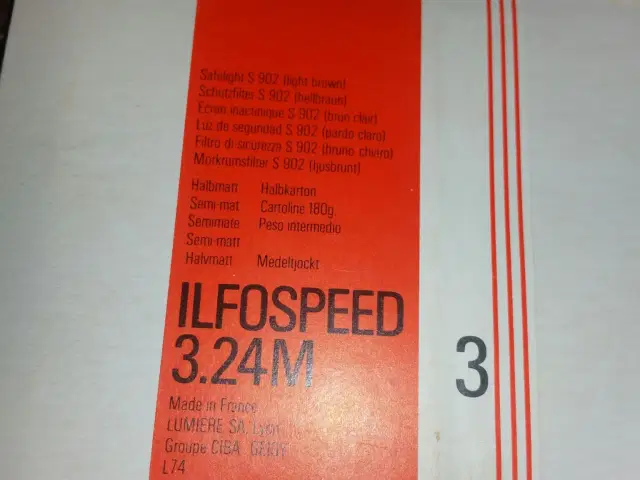 Safelight S 902 (light brown)
Schutzfilter S 902 (hellbraun)
Ecran inactinique S 902 (brun clair)
Luz de seguridad S 902 (pardo claro)
Filtro di sicurezza S 902 (bruno chiaro)
Mörkrumsfilter S 902 (ljusbrunt)
Halbmatt Halbkarton
Semi-mat Cartoline 180g.
Semimate Peso intermedio
Semi-matt
Halvmatt Medeltjockt
ILFOSPEED
3.24M
3
Made in France
LUMIERE SA. Lyon
Groupe CIBA GEIGY
L74